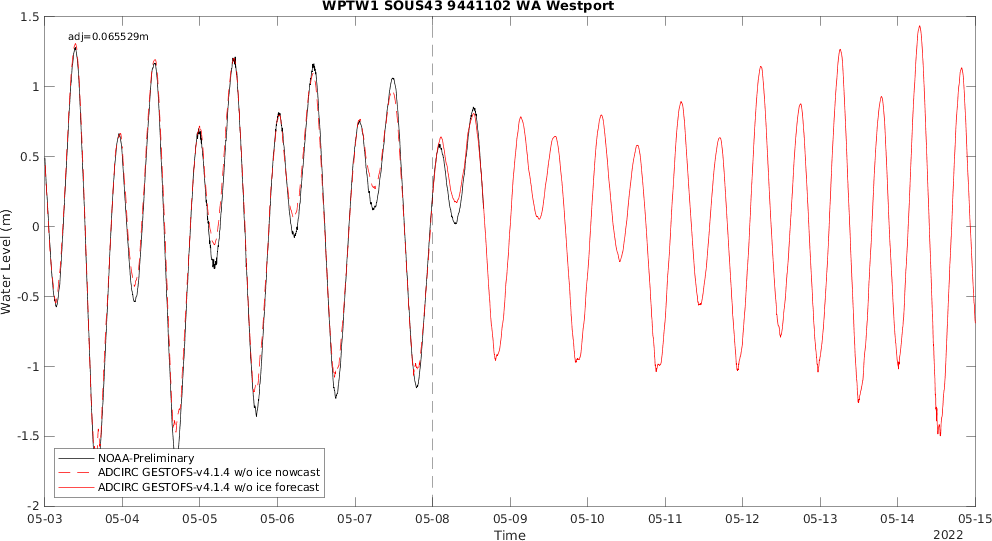 WPTW1 SOUS43 9441102 WA Westport
adj=0.065529m
Water Level (m)
1.5
1
0.5
0
-0.5
-1
-1.5
-2
NOAA-Preliminary
ADCIRC GESTOFS-v4.1.4 w/o ice nowcast
ADCIRC GESTOFS-v4.1.4 w/o ice forecast
05-03 05-04 05-05 05-06 05-07 05-08 05-09 05-10 05-11 05-12 05-13 05-14 05-15
Time
2022